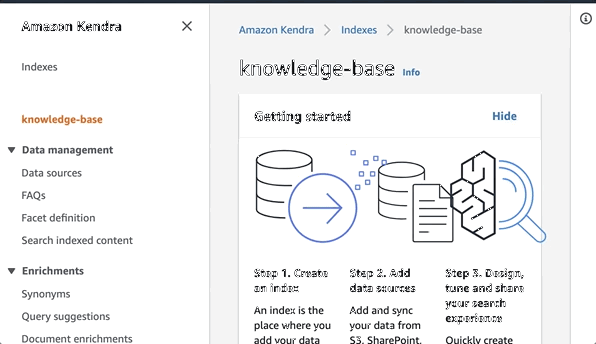 Amazon Kendra
Indexes
knowledge-base
Data management
Data sources
FAQs
Facet definition
Search indexed content
Enrichments
Synonyms
Query suggestions
Document enrichments
Amazon Kendra > Indexes > knowledge-base
knowledge-base Info
Getting started Hide
Step 1. Create
an index
An index is the
place where you
add your data
Step 2. Add
data sources
Add and sync
your data from
S3, SharePoint,
Step 3. Design,
tune and share
your search
experience
Quickly create